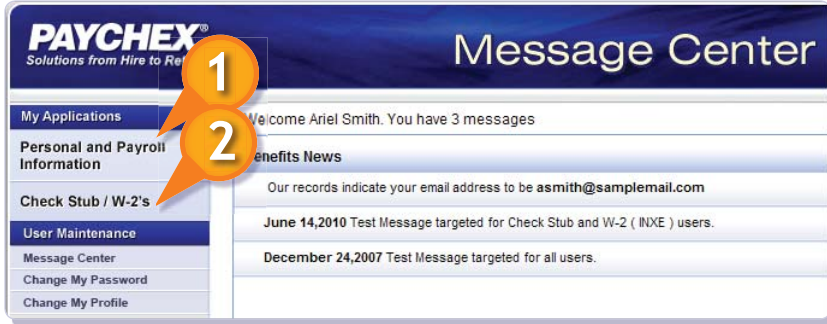 PAYCHEX®
Solutions from Hire to Re
Message Center
1
2
My Applications
Personal and Payroll Information
Check Stub / W-2's
User Maintenance
Message Center
Change My Password
Change My Profile
Welcome Ariel Smith. You have 3 messages
Benefits News
Our records indicate your email address to be asmith@samplemail.com
June 14,2010 Test Message targeted for Check Stub and W-2 ( INXE ) users.
December 24,2007 Test Message targeted for all users.